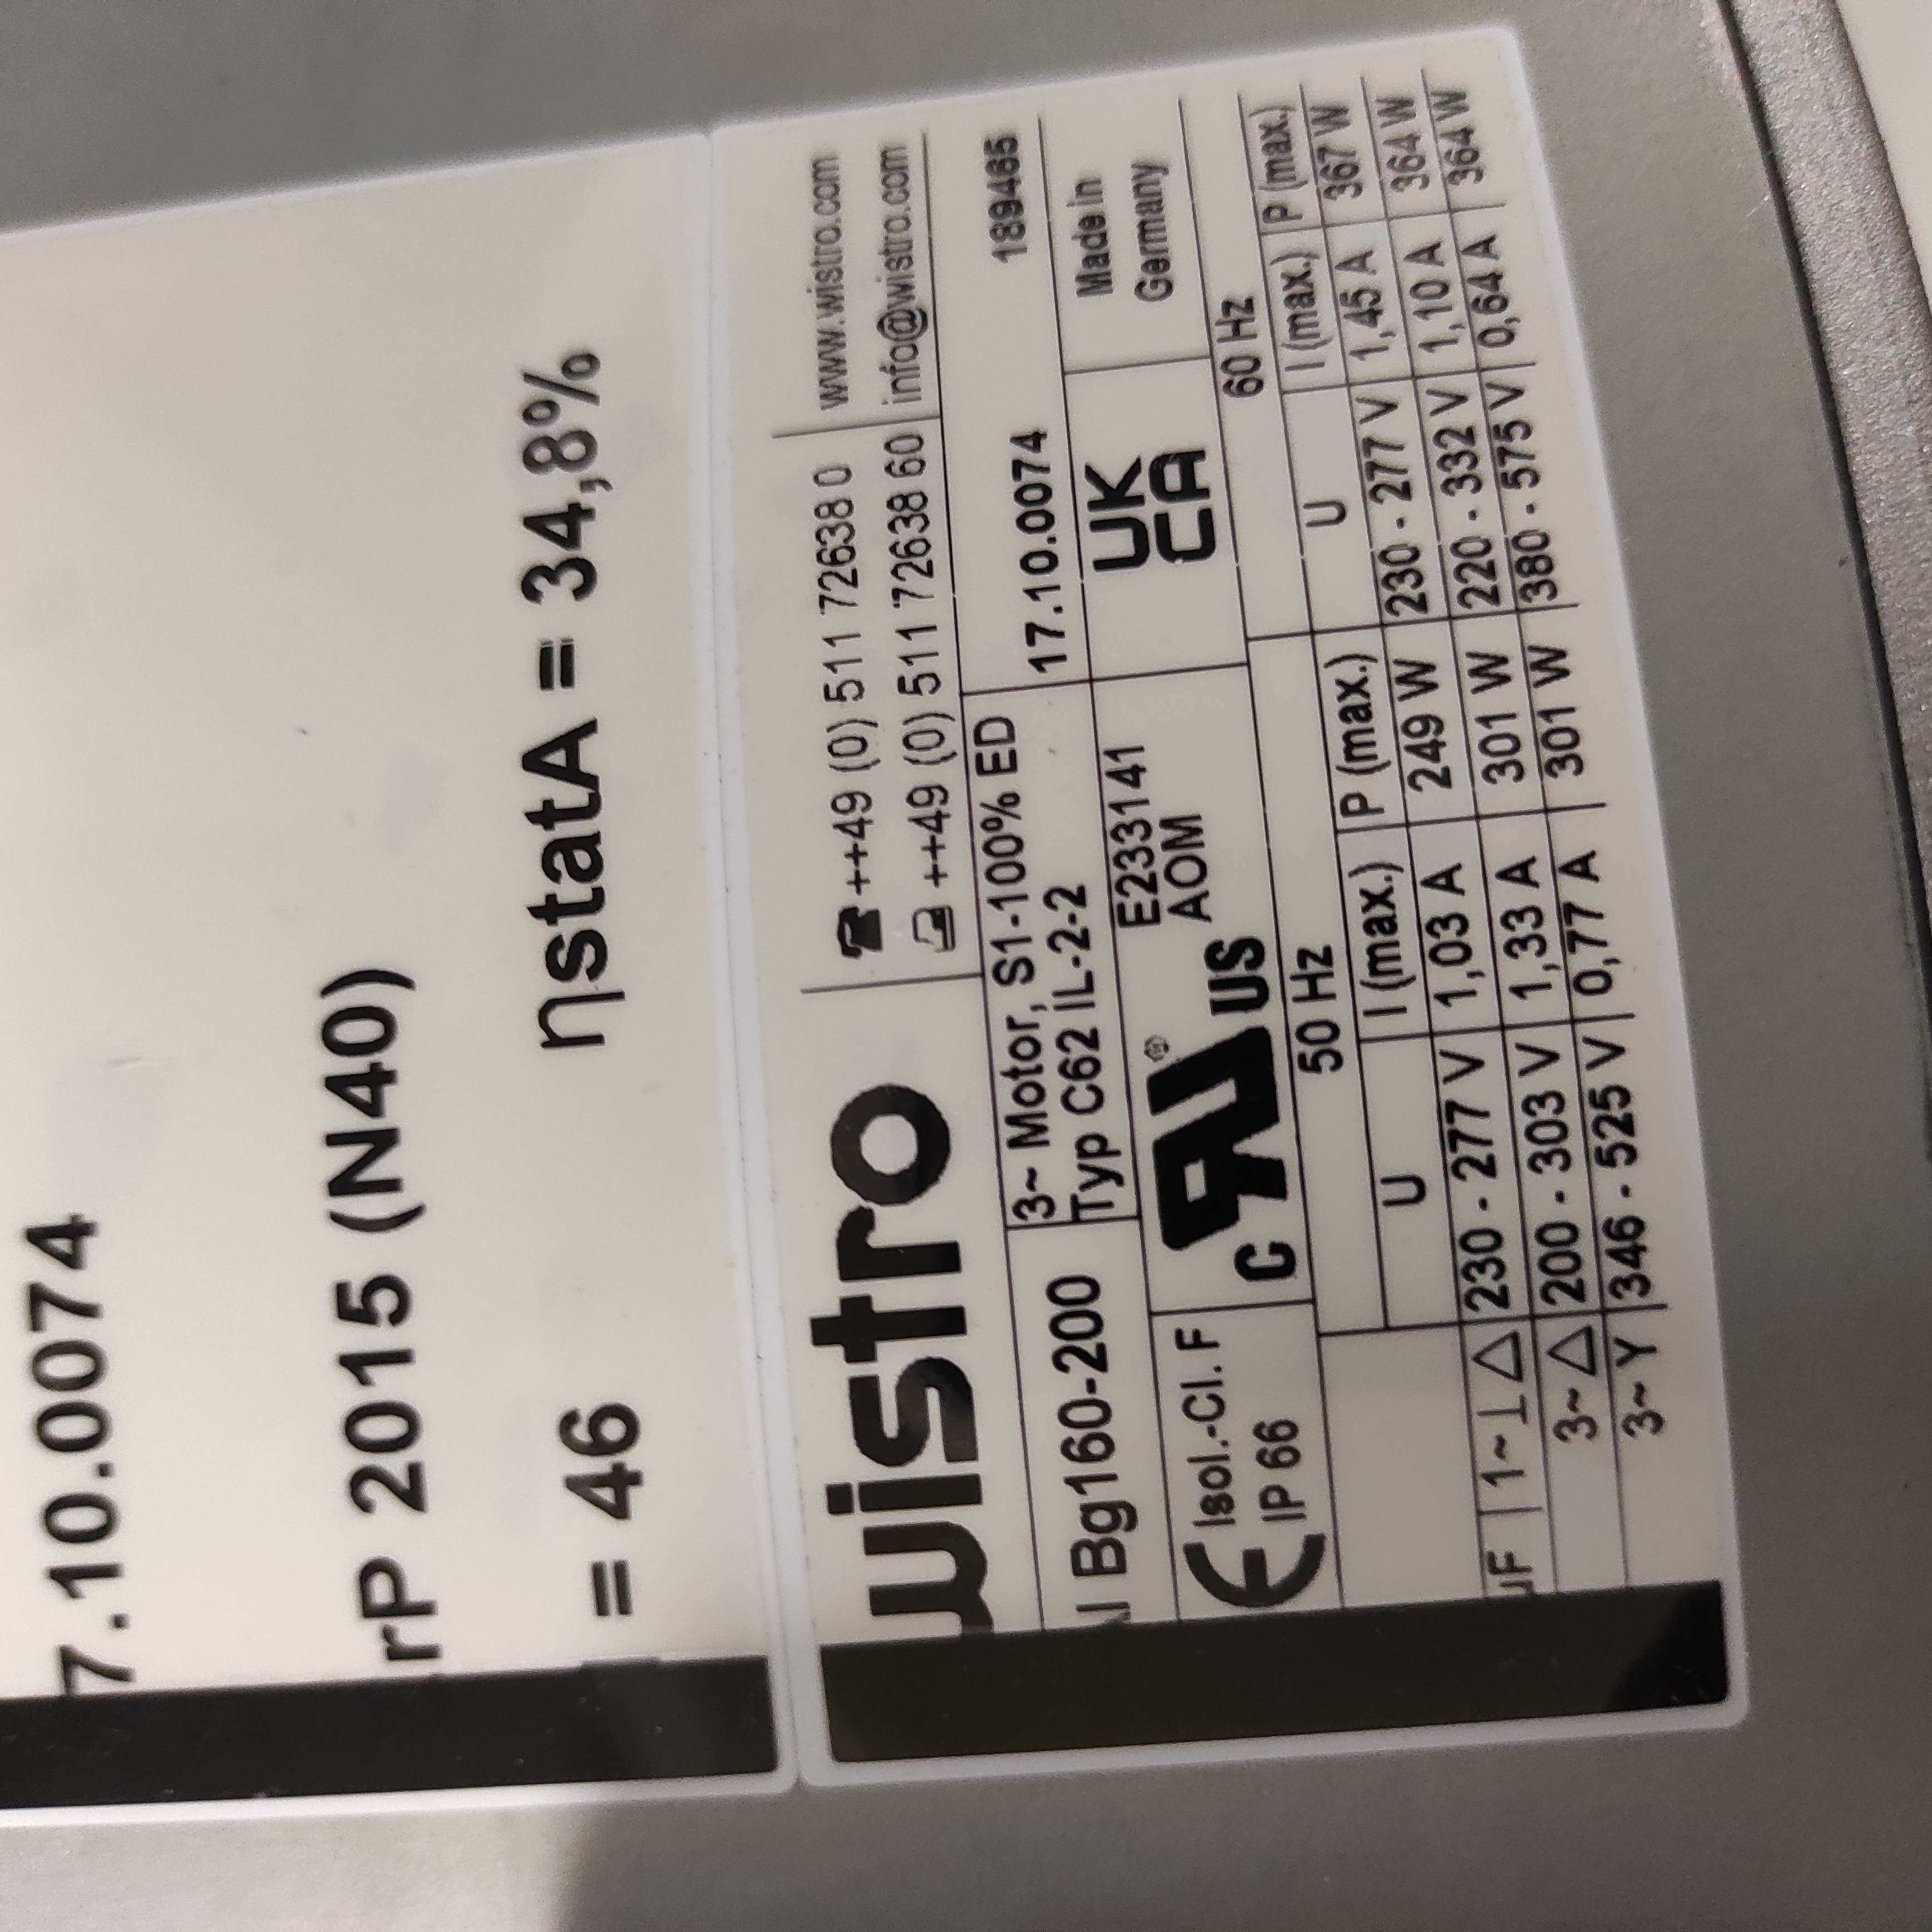 7.10.0074
rP 2015 (N40)
= 46 ηstatA = 34,8%
wistro
++49 (0) 511 72638 0 www.wistro.com
++49 (0) 511 72638 60 info@wistro.com
Bg160-200 3~ Motor, S1-100% ED 17.10.0074 189465
Typ C62 IL-2-2
CE Isol.-Cl. F
IP 66
c RU ® US E233141
AOM
UK
CA
Made in
Germany
50 Hz 60 Hz
U I (max.) P (max.) U I (max.) P (max.)
µF 1~ ⊥ △ 230 - 277 V 1,03 A 249 W 230 - 277 V 1,45 A 367 W
3~ △ 200 - 303 V 1,33 A 301 W 220 - 332 V 1,10 A 364 W
3~ Y 346 - 525 V 0,77 A 301 W 380 - 575 V 0,64 A 364 W